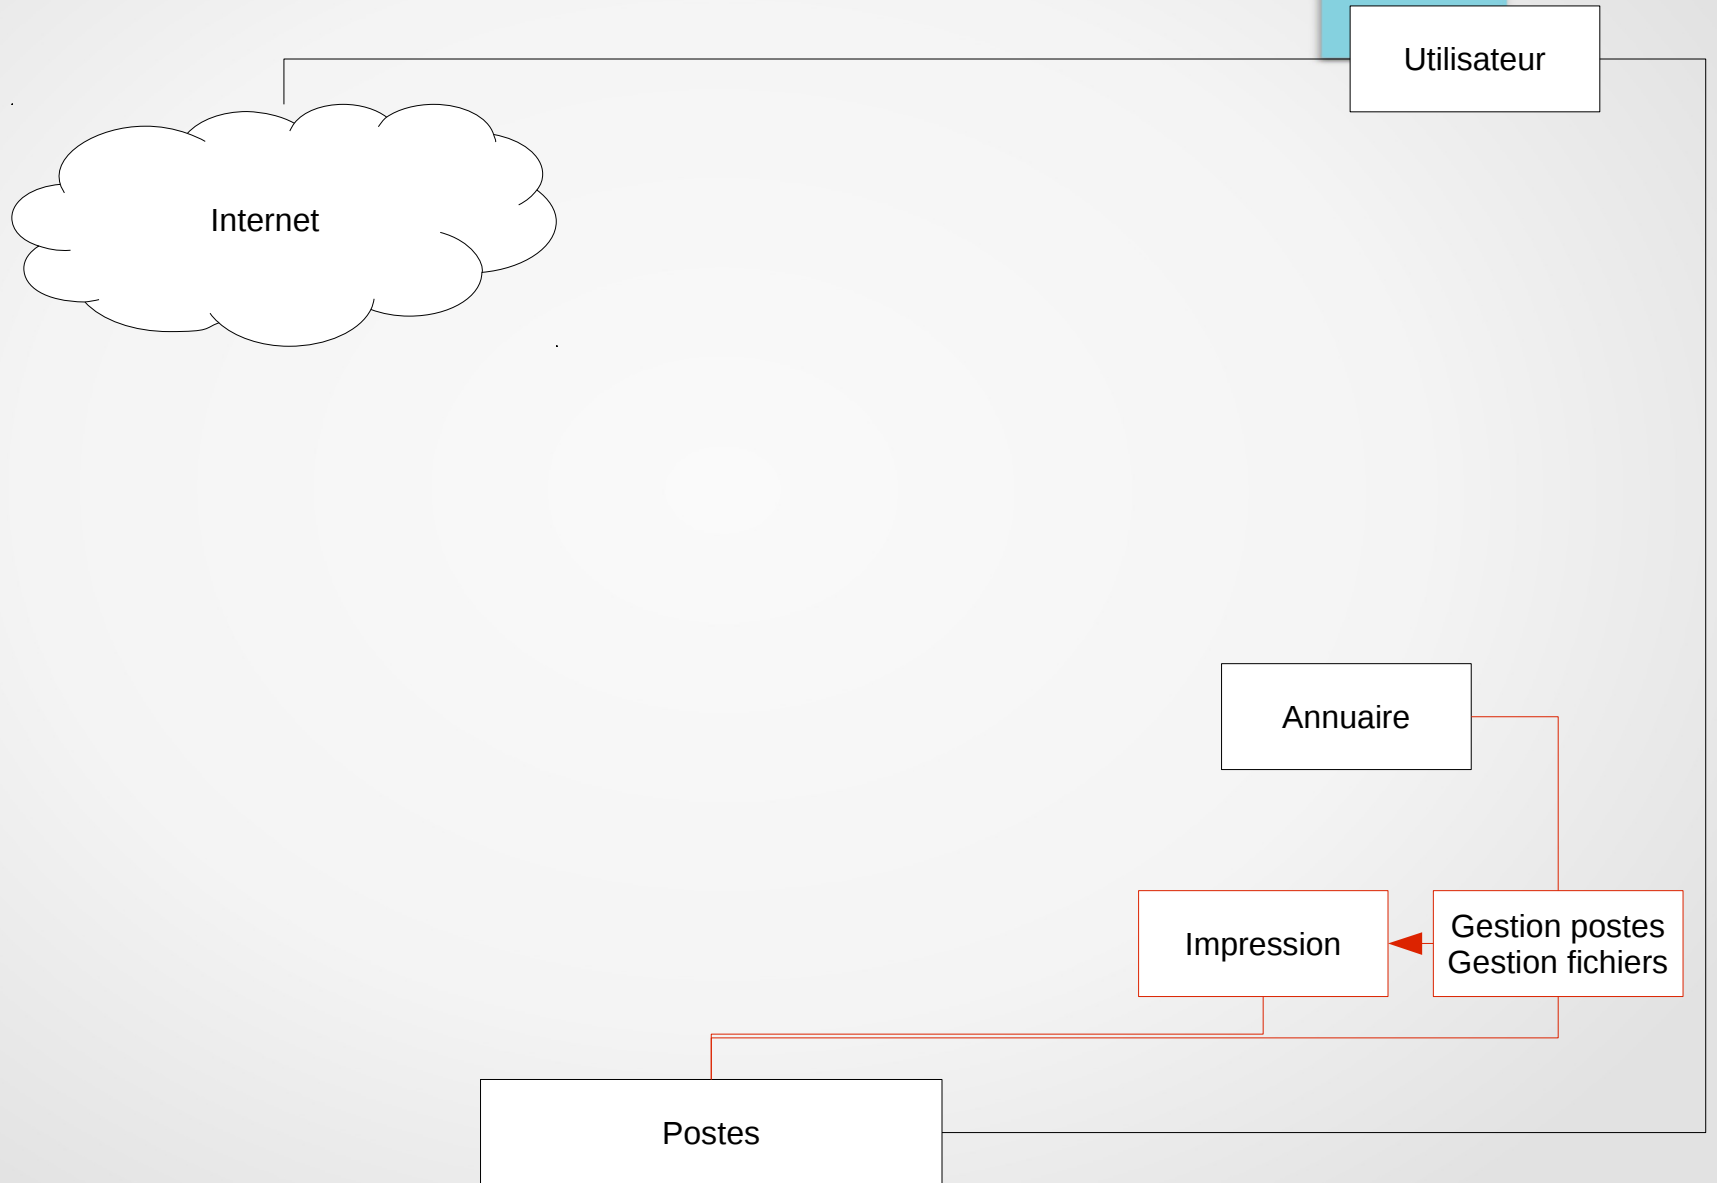 Utilisateur
Internet
Annuaire
Impression
Gestion postes
Gestion fichiers
Postes